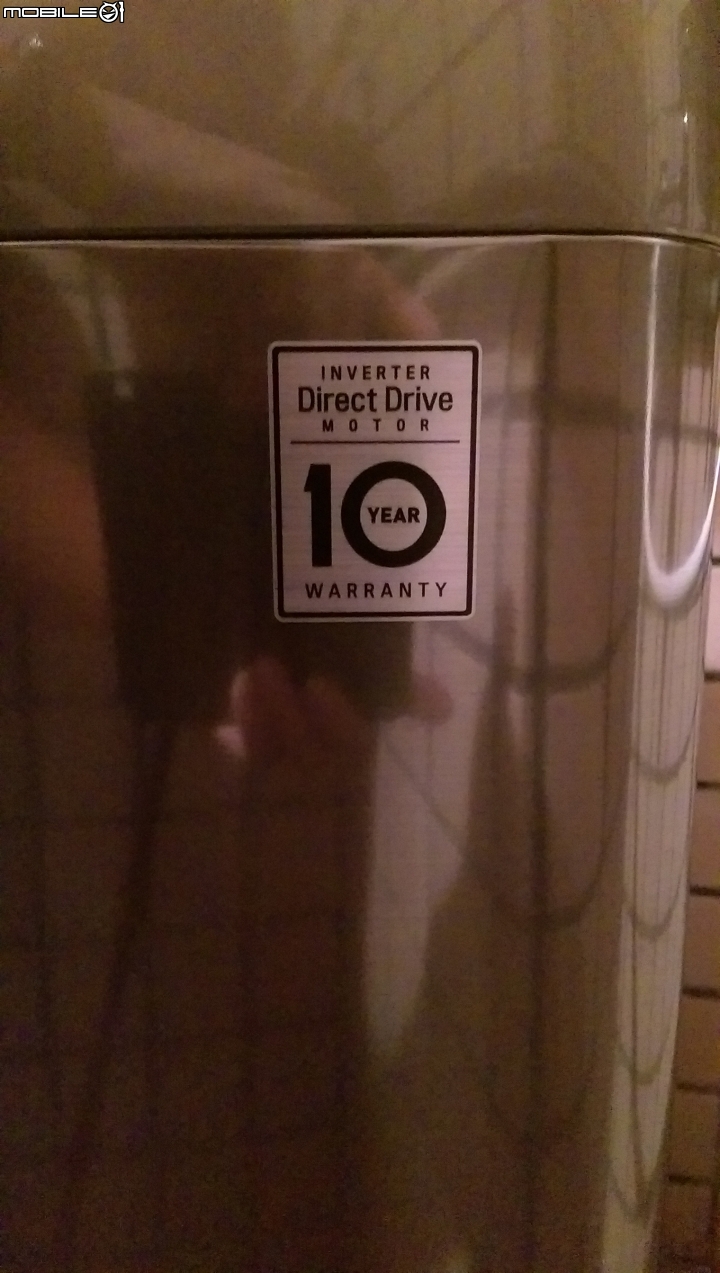 MOBILE01
INVERTER
Direct Drive
MOTOR
10
YEAR
WARRANTY